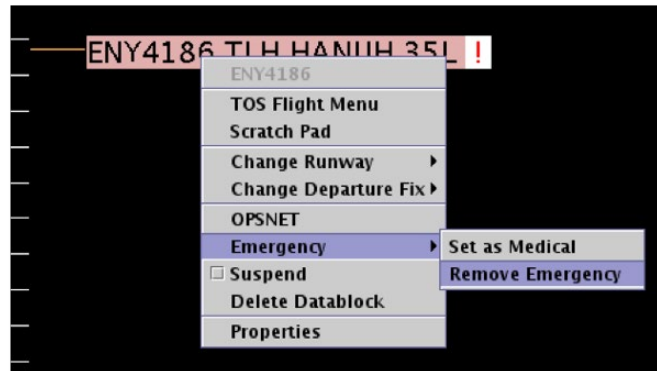 ENY4186 TLH HANUH 35L !
ENY4186
TOS Flight Menu
Scratch Pad
Change Runway
Change Departure Fix
OPSNET
Emergency
Set as Medical
Suspend
Remove Emergency
Delete Datablock
Properties